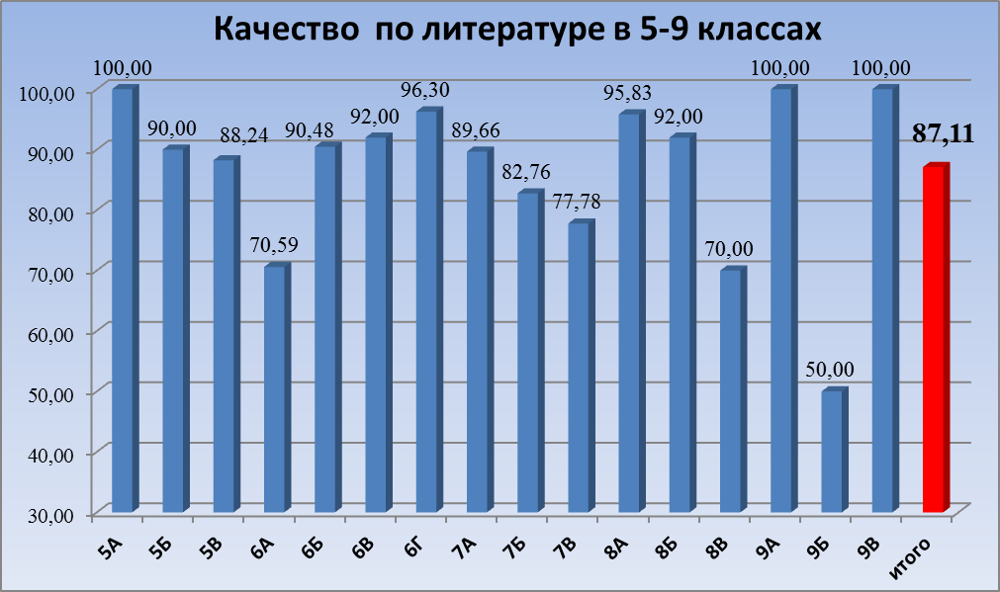 Качество по литературе в 5-9 классах
100,00
90,00
88,24
70,59
90,48
92,00
96,30
89,66
82,76
77,78
95,83
92,00
70,00
100,00
50,00
100,00
87,11
100,00
90,00
80,00
70,00
60,00
50,00
40,00
30,00
5А
5Б
5В
6А
6Б
6В
6Г
7А
7Б
7В
8А
8Б
8В
9А
9Б
9В
итого